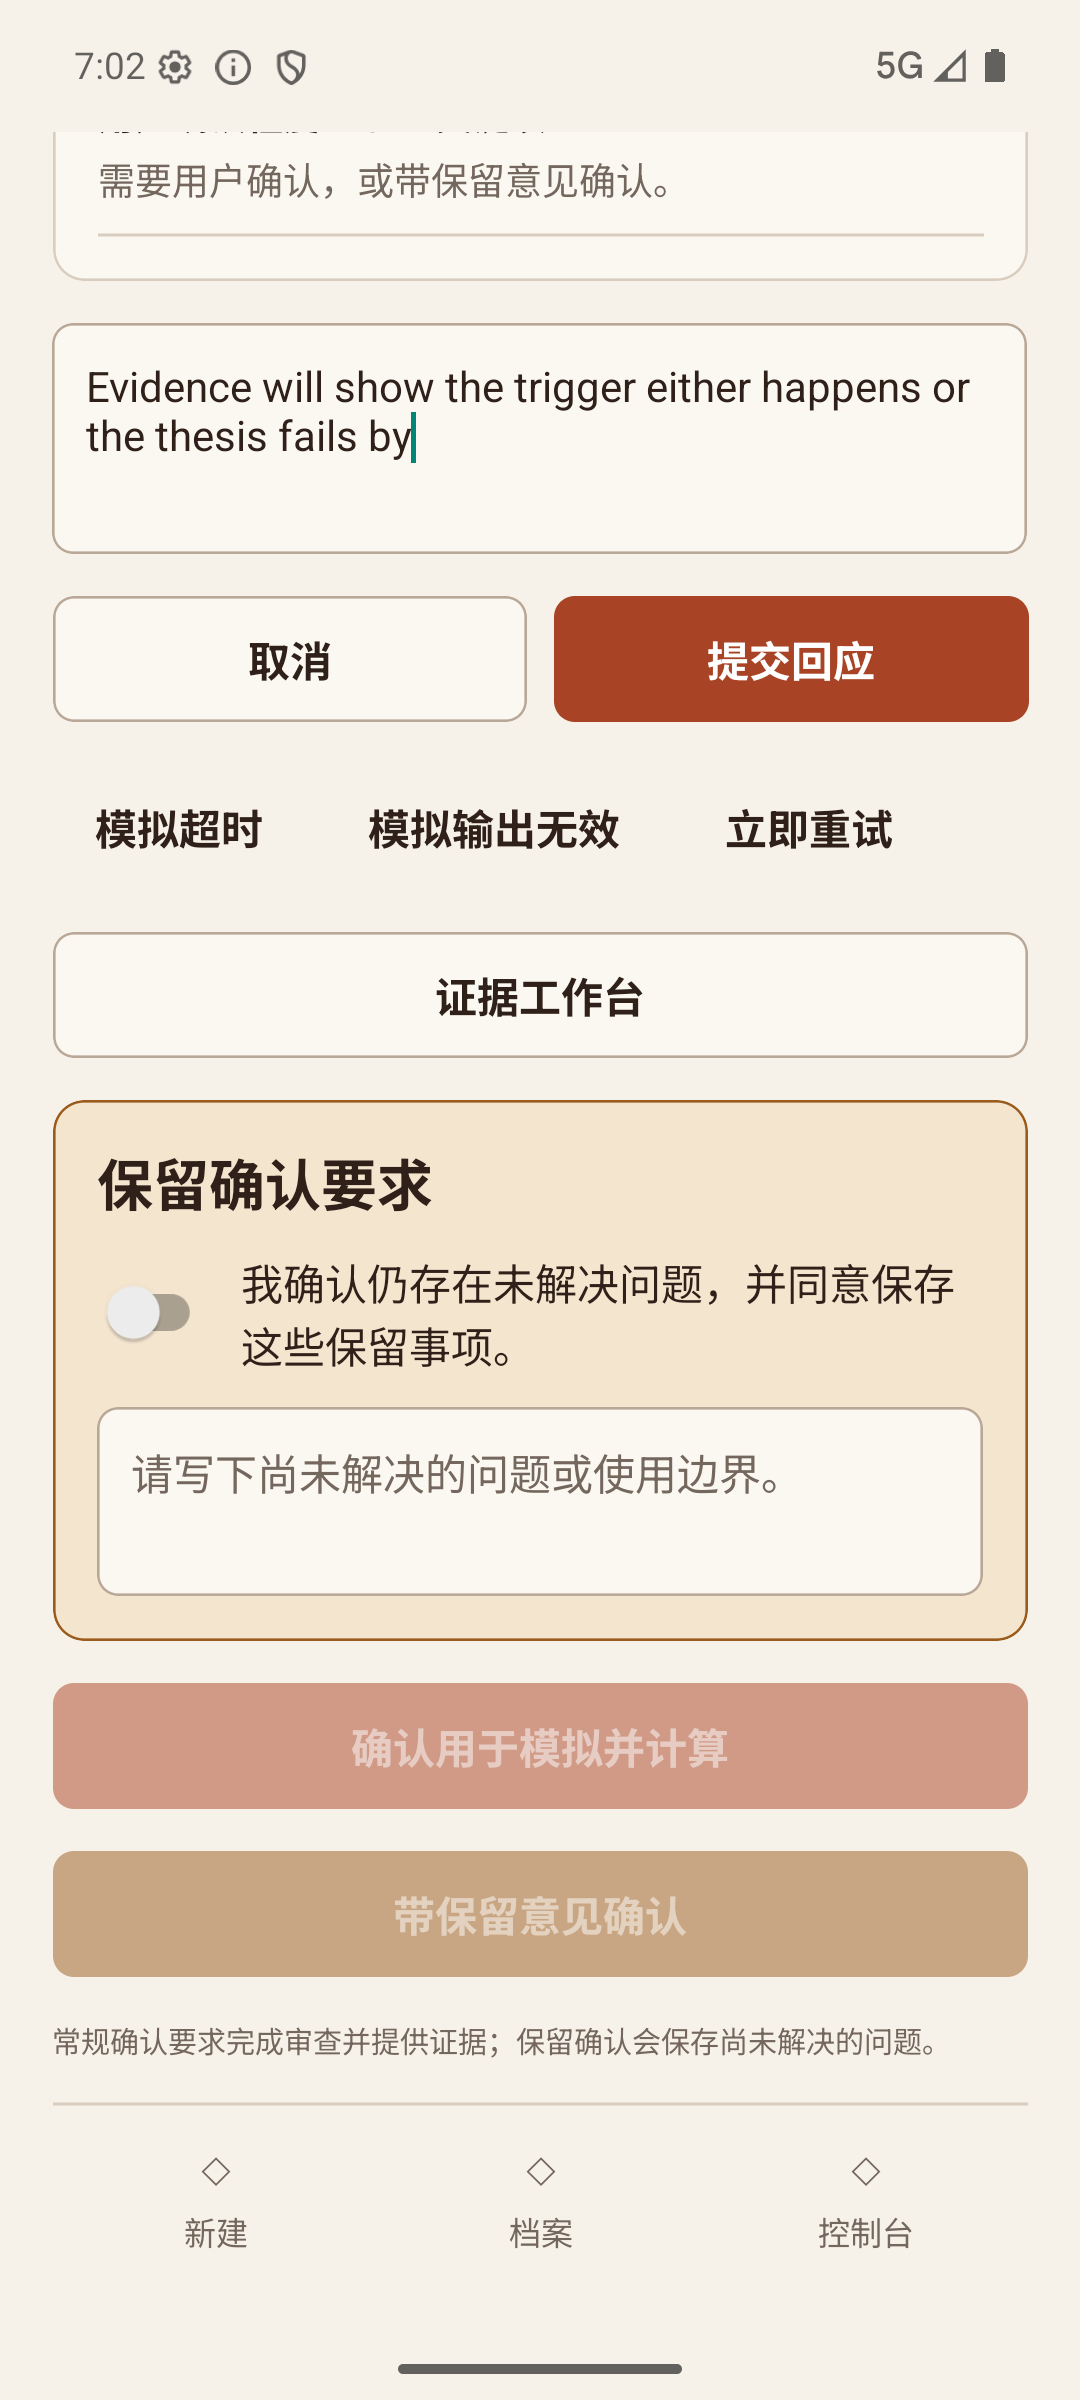 7:02
5G
需要用户确认，或带保留意见确认。
Evidence will show the trigger either happens or
the thesis fails by
取消
提交回应
模拟超时
模拟输出无效
立即重试
证据工作台
保留确认要求
我确认仍存在未解决问题，并同意保存
这些保留事项。
请写下尚未解决的问题或使用边界。
确认用于模拟并计算
带保留意见确认
常规确认要求完成审查并提供证据；保留确认会保存尚未解决的问题。
新建
档案
控制台